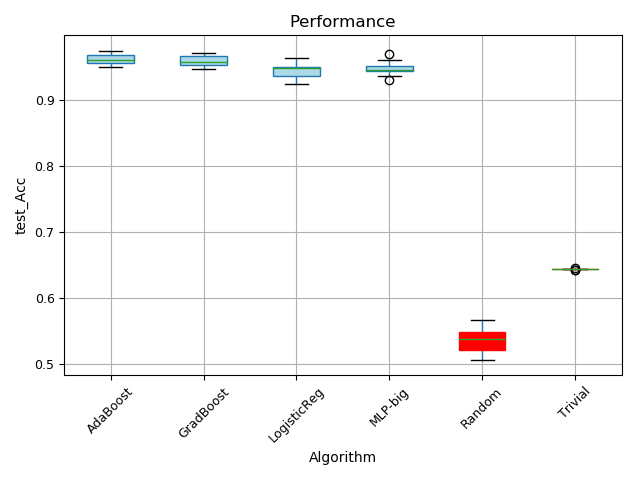 Performance
test_Acc
0.9
0.8
0.7
0.6
0.5
AdaBoost
GradBoost
LogisticReg
MLP-big
Random
Trivial
Algorithm